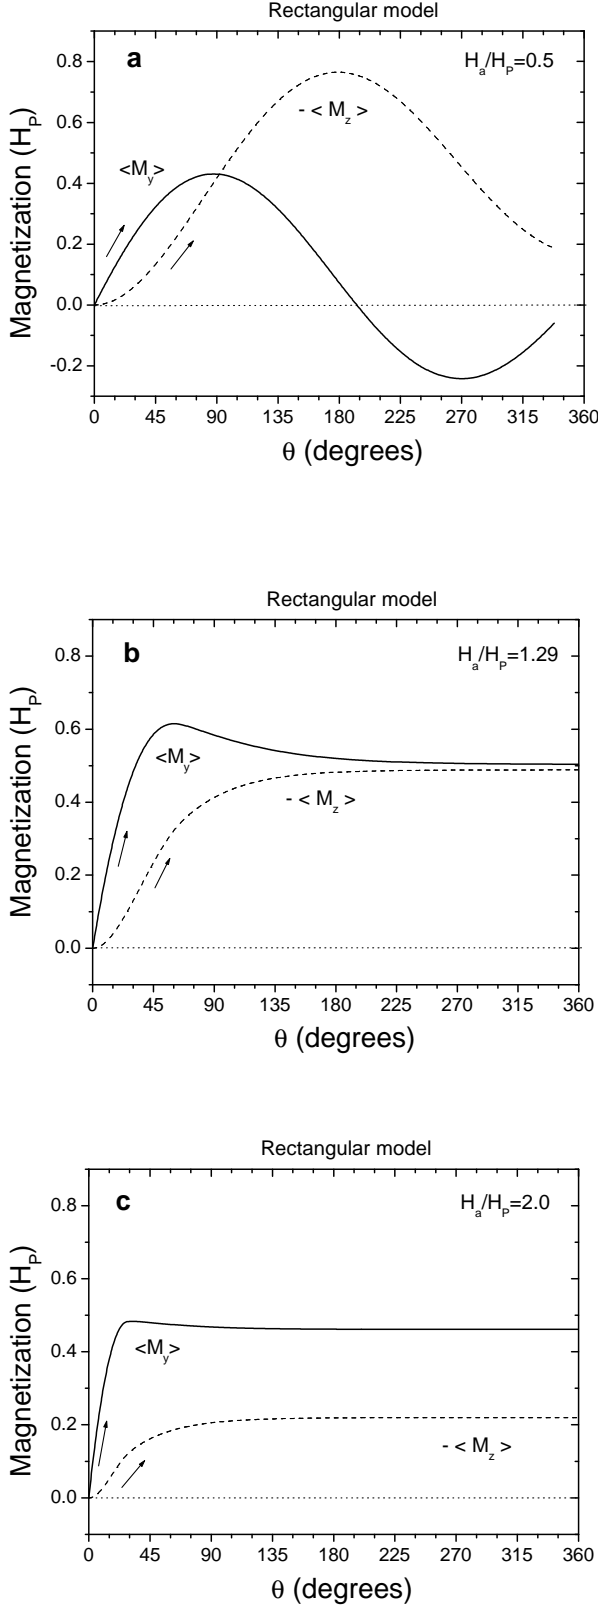 Rectangular model
a
H_a/H_P=0.5
- < M_z >
<M_y>
Magnetization (H_P)
0.8
0.6
0.4
0.2
0.0
-0.2
0 45 90 135 180 225 270 315 360
θ (degrees)
Rectangular model
b
H_a/H_P=1.29
<M_y>
- < M_z >
Magnetization (H_P)
0.8
0.6
0.4
0.2
0.0
0 45 90 135 180 225 270 315 360
θ (degrees)
Rectangular model
c
H_a/H_P=2.0
<M_y>
- < M_z >
Magnetization (H_P)
0.8
0.6
0.4
0.2
0.0
0 45 90 135 180 225 270 315 360
θ (degrees)